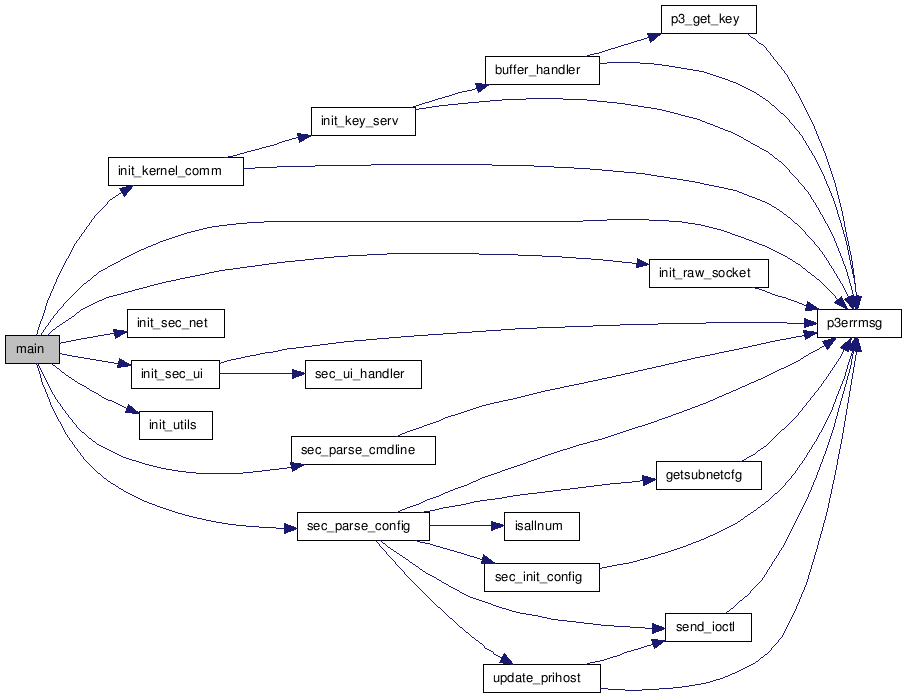 p3_get_key
buffer_handler
init_key_serv
init_kernel_comm
init_raw_socket
init_sec_net
p3errmsg
main
init_sec_ui
sec_ui_handler
init_utils
sec_parse_cmdline
getsubnetcfg
sec_parse_config
isallnum
sec_init_config
send_ioctl
update_prihost